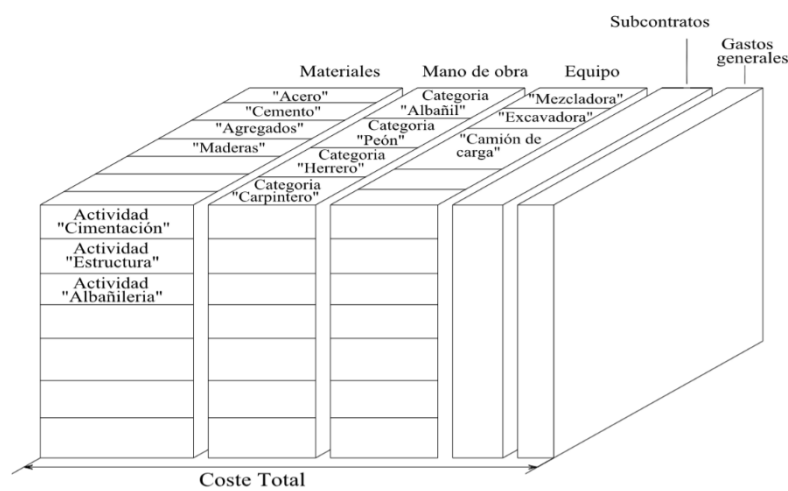 Subcontratos
Gastos
generales
Materiales
Mano de obra
Equipo
"Acero"
"Cemento"
"Agregados"
"Maderas"
Categoria
"Albañil"
Categoria
"Peón"
Categoria
"Herrero"
Categoria
"Carpintero"
"Mezcladora"
"Excavadora"
"Camión de
carga"
Actividad
"Cimentación"
Actividad
"Estructura"
Actividad
"Albañileria"
Coste Total